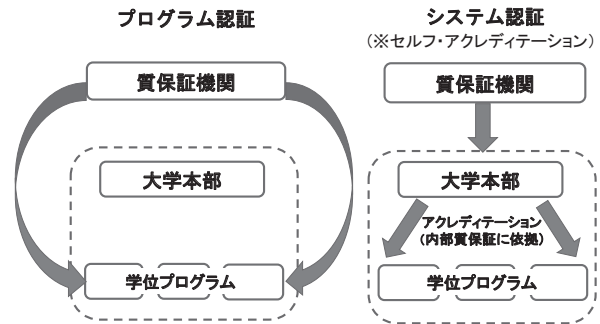 プログラム認証
質保証機関
大学本部
学位プログラム
システム認証
(※セルフ・アクレディテーション)
質保証機関
大学本部
アクレディテーション
(内部質保証に依拠)
学位プログラム